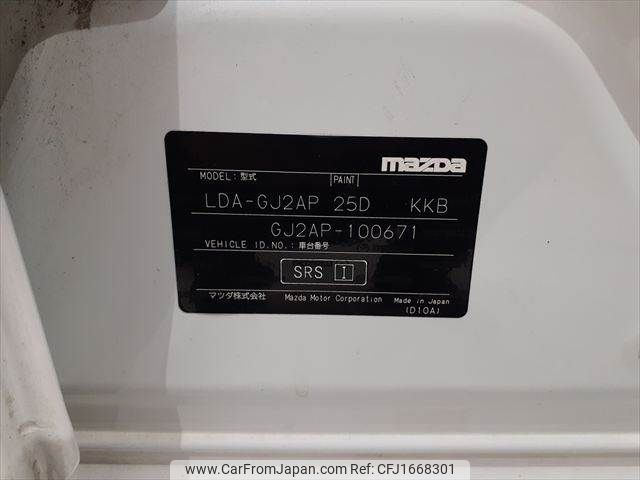 mazda
MODEL: 型式 PAINT
LDA-GJ2AP 25D KKB
GJ2AP-100671
VEHICLE ID.NO.: 車台番号
SRS I
マツダ株式会社 Mazda Motor Corporation Made in Japan
(D10A)
www.CarFromJapan.com REF:CFJ1668301